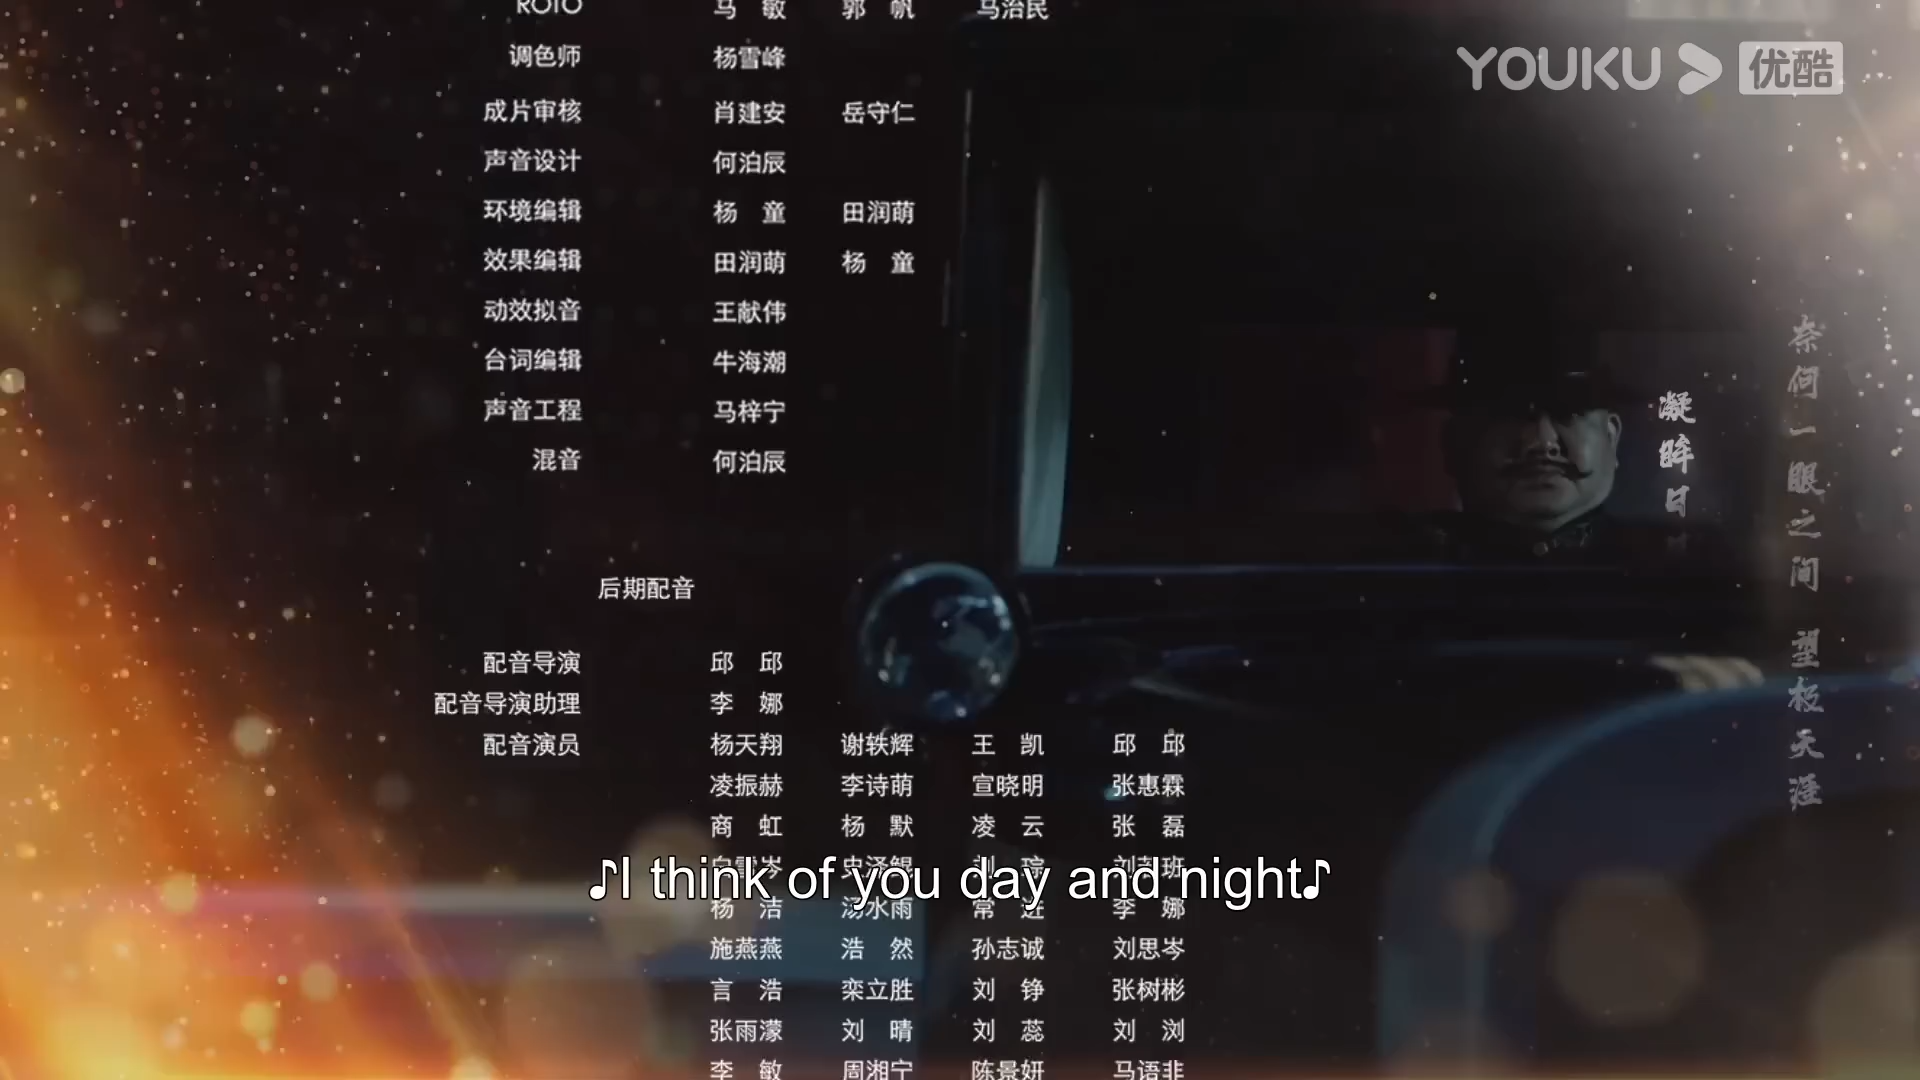 ROTO 马 敏 郭 帆 马治民
YOUKU 优酷
调色师 杨雪峰
成片审核 肖建安 岳守仁
声音设计 何泊辰
环境编辑 杨 童 田润萌
效果编辑 田润萌 杨 童
动效拟音 王献伟
台词编辑 牛海潮
声音工程 马梓宁
混音 何泊辰
奈何一眼之间 望极天涯
凝眸日
后期配音
配音导演 邱 邱
配音导演助理 李 娜
配音演员 杨天翔 谢轶辉 王 凯 邱 邱
凌振赫 李诗萌 宣晓明 张惠霖
商 虹 杨 默 凌 云 张 磊
♪I think of you day and night♪
杨 洁 汤水雨 常 进 李 娜
施燕燕 浩 然 孙志诚 刘思岑
言 浩 栾立胜 刘 铮 张树彬
张雨濛 刘 晴 刘 蕊 刘 浏
李 敏 周湘宁 陈景妍 马语非